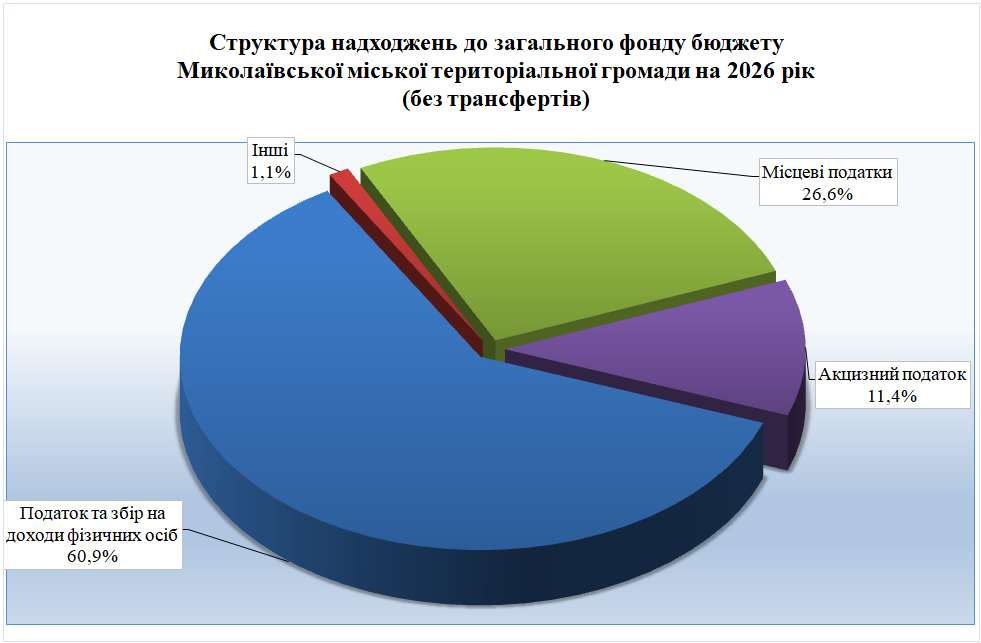 Структура надходжень до загального фонду бюджету
Миколаївської міської територіальної громади на 2026 рік
(без трансфертів)
Інші
1,1%
Місцеві податки
26,6%
Акцизний податок
11,4%
Податок та збір на
доходи фізичних осіб
60,9%